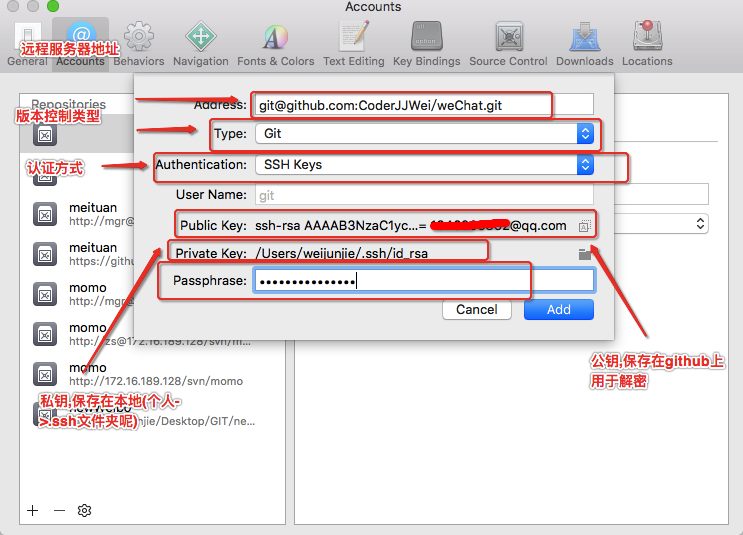 Accounts
General
Accounts
Behaviors
Navigation
Fonts & Colors
Text Editing
Key Bindings
Source Control
Downloads
Locations
远程服务器地址
Repositories
版本控制类型
认证方式
Address:
git@github.com:CoderJJWei/weChat.git
Type:
Git
Authentication:
SSH Keys
User Name:
git
Public Key:
ssh-rsa AAAAB3NzaC1yc...=
@qq.com
Private Key:
/Users/weijunjie/.ssh/id_rsa
Passphrase:
•••••••••••••••
Cancel
Add
meituan
http://mgr@
meituan
https://githu
momo
http://mgr@
momo
http://zs@172.16.189.128/svn/m...
momo
http://172.16.189.128/svn/momo
newWeibo
njie/Desktop/GIT/ne...
私钥,保存在本地(个人-
>.ssh文件夹呢)
公钥,保存在github上
用于解密